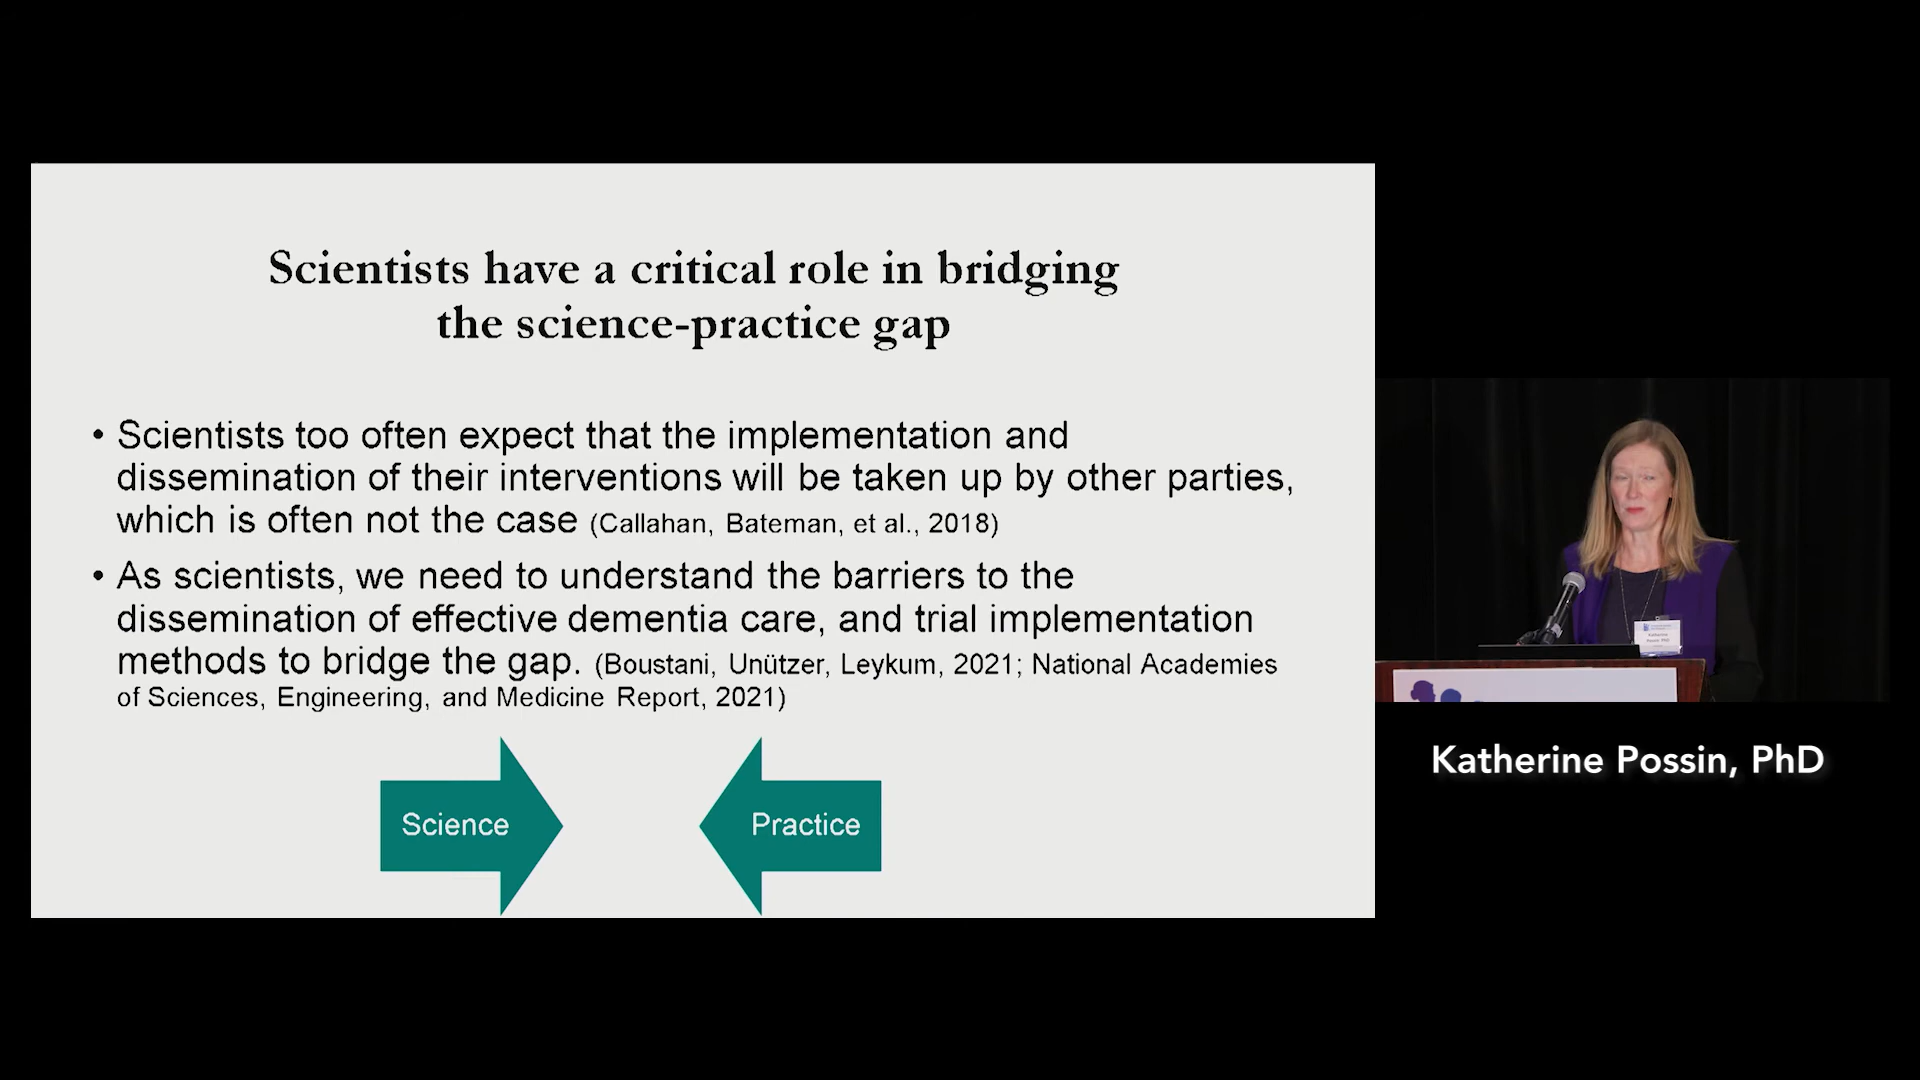 Scientists have a critical role in bridging
the science-practice gap
• Scientists too often expect that the implementation and
dissemination of their interventions will be taken up by other parties,
which is often not the case (Callahan, Bateman, et al., 2018)
• As scientists, we need to understand the barriers to the
dissemination of effective dementia care, and trial implementation
methods to bridge the gap. (Boustani, Unützer, Leykum, 2021; National Academies
of Sciences, Engineering, and Medicine Report, 2021)
Science
Practice
Katherine
Possin, PhD
Katherine Possin, PhD